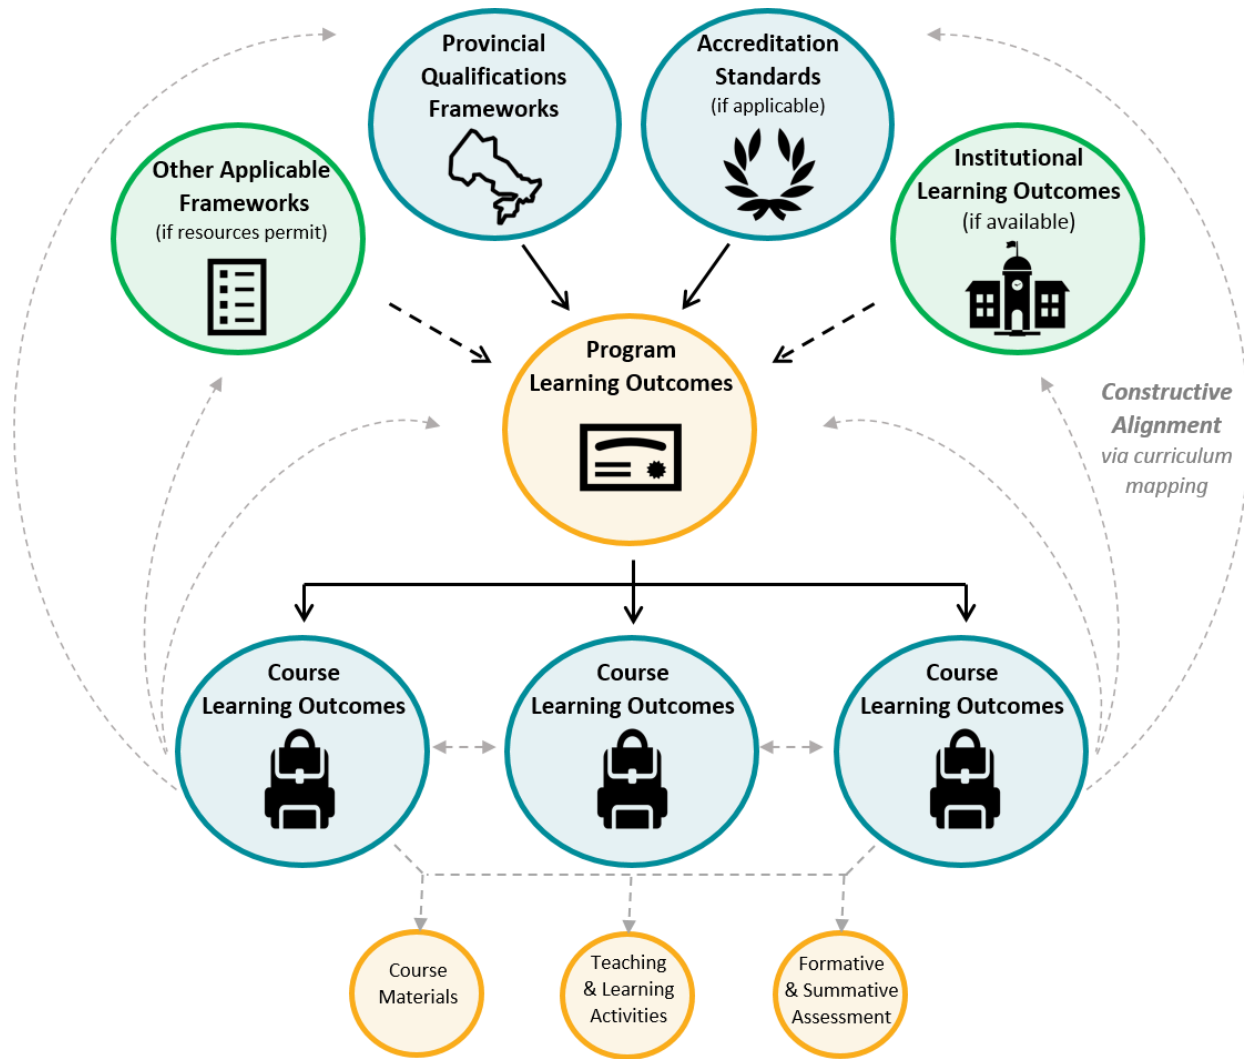 Provincial
Qualifications
Frameworks
Accreditation
Standards
(if applicable)
Other Applicable
Frameworks
(if resources permit)
Institutional
Learning Outcomes
(if available)
Program
Learning Outcomes
Constructive
Alignment
via curriculum
mapping
Course
Learning Outcomes
Course
Learning Outcomes
Course
Learning Outcomes
Course
Materials
Teaching
& Learning
Activities
Formative
& Summative
Assessment